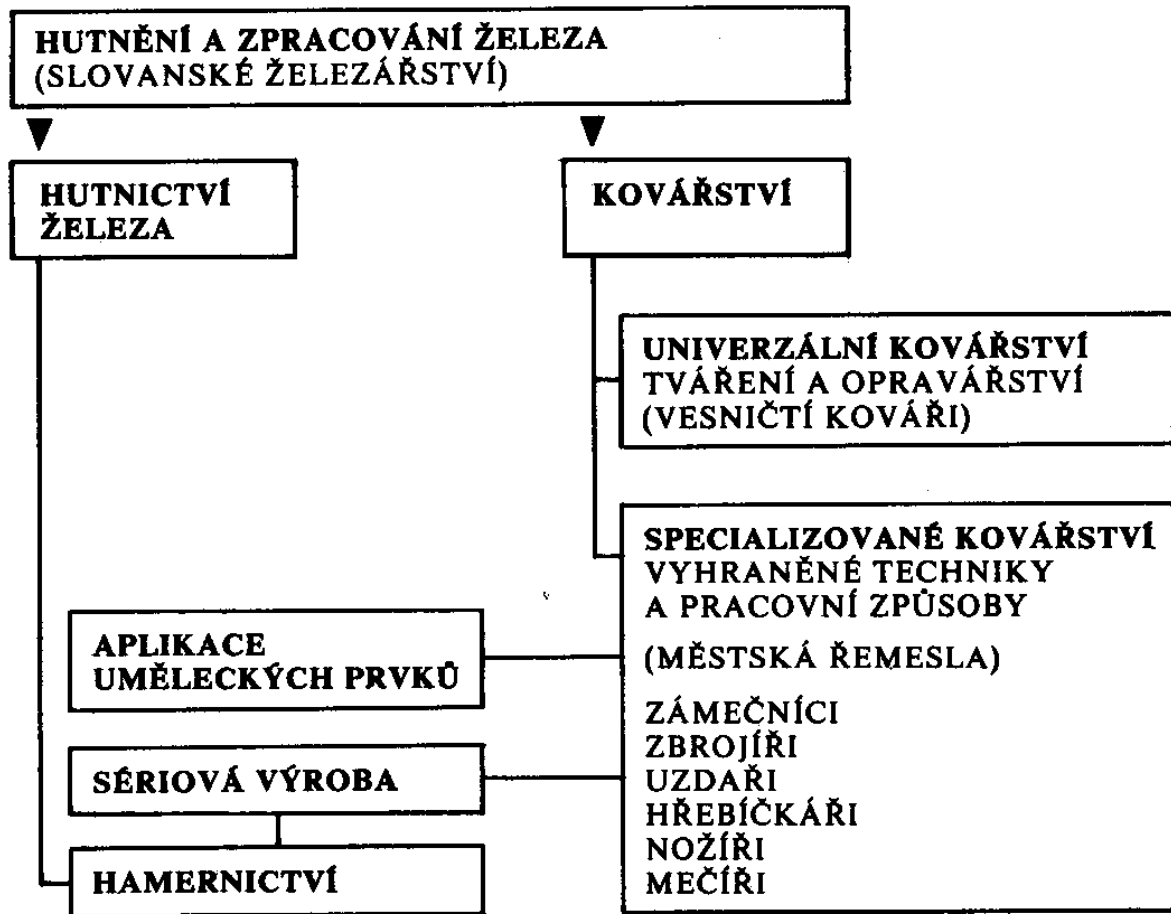 HUTNĚNÍ A ZPRACOVÁNÍ ŽELEZA
(SLOVANSKÉ ŽELEZÁŘSTVÍ)
HUTNICTVÍ
ŽELEZA
KOVÁŘSTVÍ
UNIVERZÁLNÍ KOVÁŘSTVÍ
TVÁŘENÍ A OPRAVÁŘSTVÍ
(VESNIČTÍ KOVÁŘI)
SPECIALIZOVANÉ KOVÁŘSTVÍ
VYHRANĚNÉ TECHNIKY
A PRACOVNÍ ZPŮSOBY
(MĚSTSKÁ ŘEMESLA)
ZÁMEČNÍCI
ZBROJÍŘI
UZDAŘI
HŘEBÍČKÁŘI
NOŽÍŘI
MEČÍŘI
APLIKACE
UMĚLECKÝCH PRVKŮ
SÉRIOVÁ VÝROBA
HAMERNICTVÍ